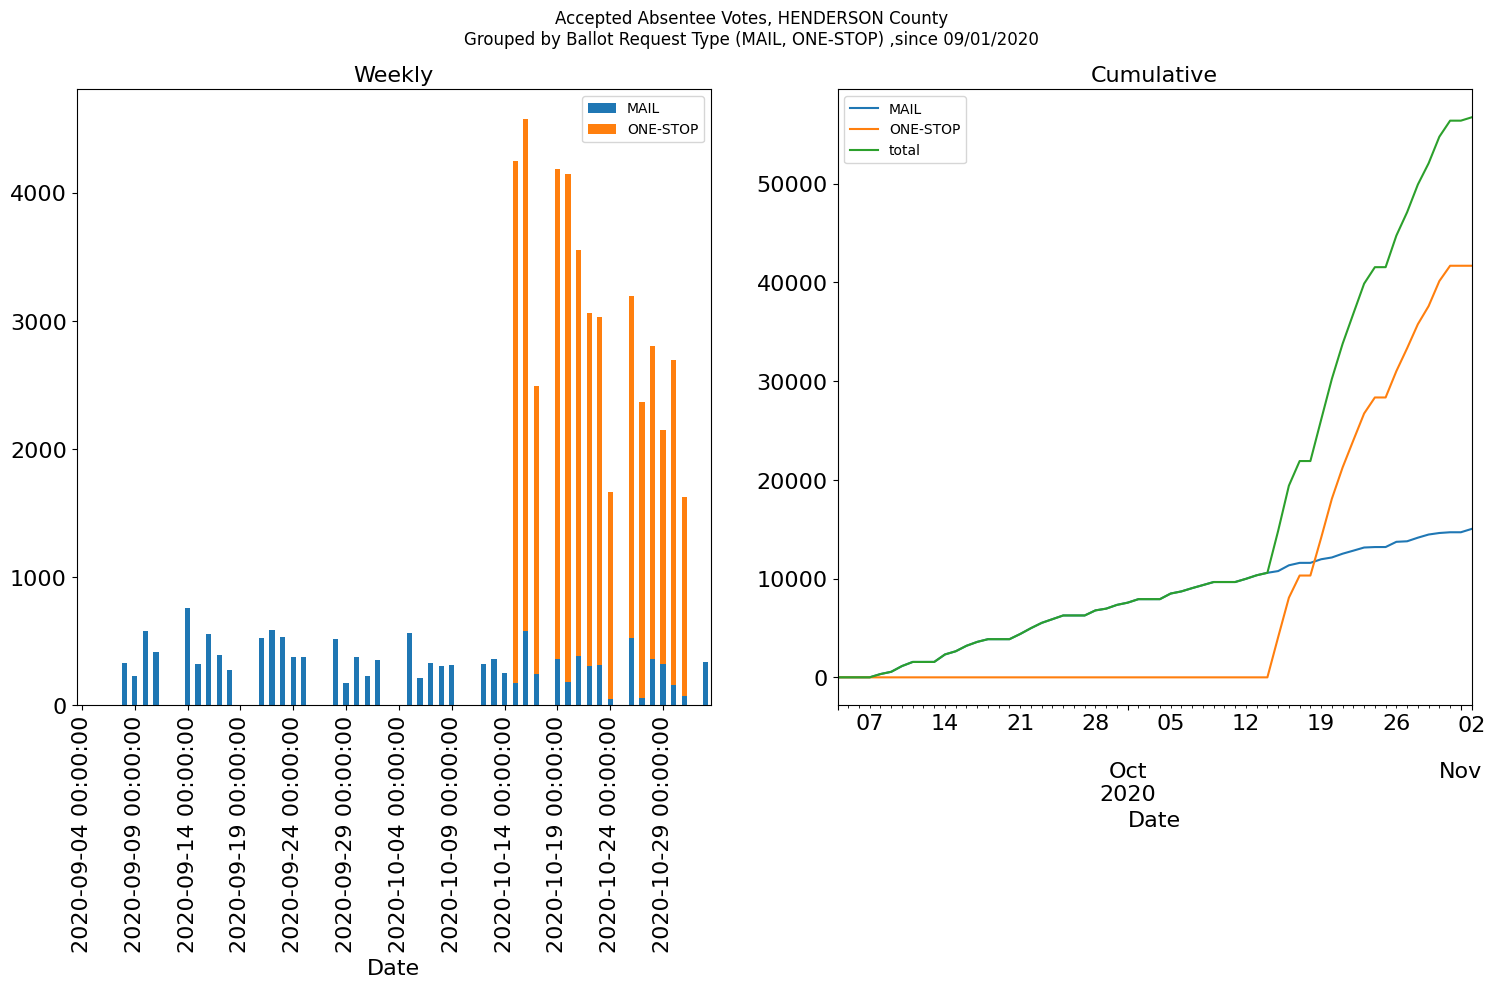 Accepted Absentee Votes, HENDERSON County
Grouped by Ballot Request Type (MAIL, ONE-STOP) ,since 09/01/2020
Weekly
MAIL
ONE-STOP
4000
3000
2000
1000
0
2020-09-04 00:00:00
2020-09-09 00:00:00
2020-09-14 00:00:00
2020-09-19 00:00:00
2020-09-24 00:00:00
2020-09-29 00:00:00
2020-10-04 00:00:00
2020-10-09 00:00:00
2020-10-14 00:00:00
2020-10-19 00:00:00
2020-10-24 00:00:00
2020-10-29 00:00:00
Date
Cumulative
MAIL
ONE-STOP
total
50000
40000
30000
20000
10000
0
07 14 21 28 05 12 19 26 02
Oct Nov
2020
Date